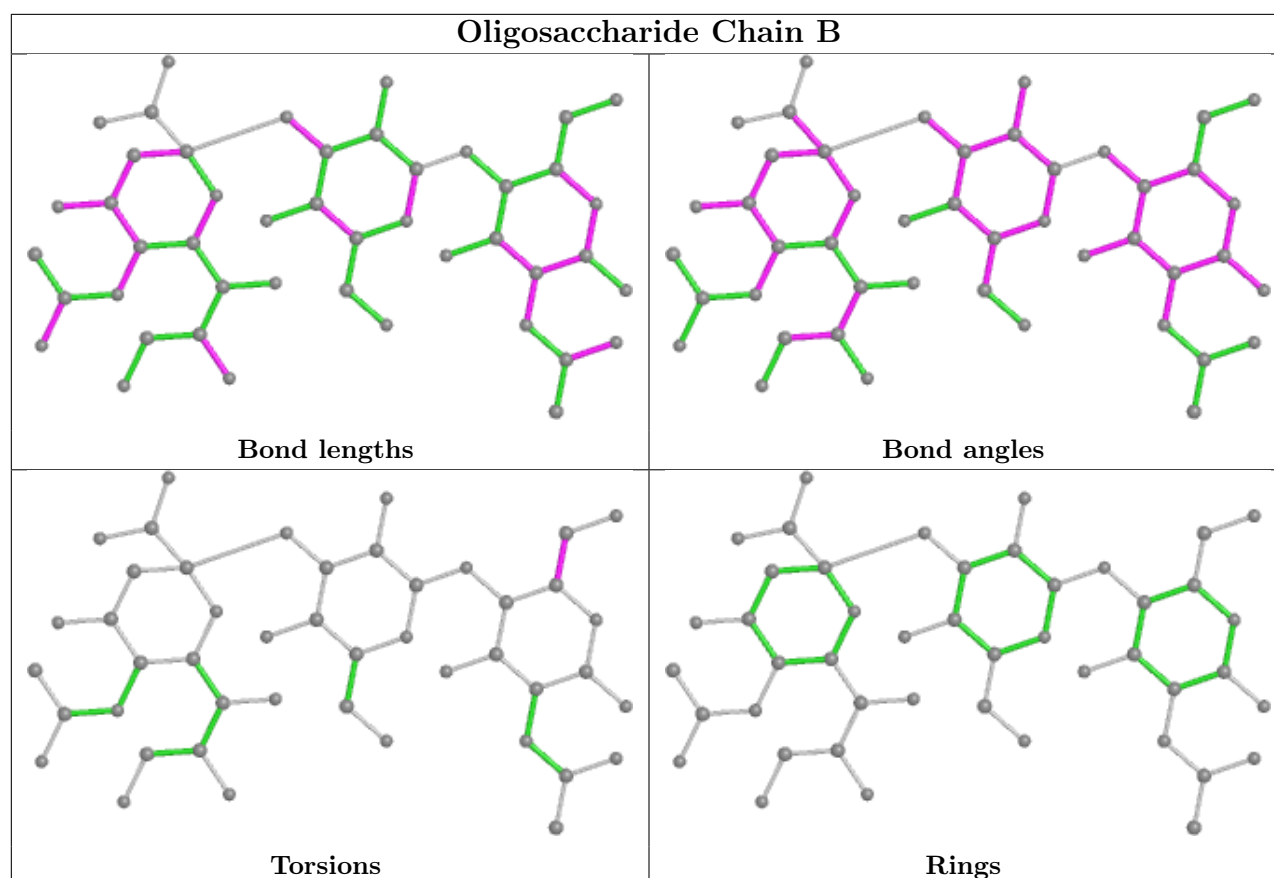 Oligosaccharide Chain B
Bond lengths
Bond angles
Torsions
Rings